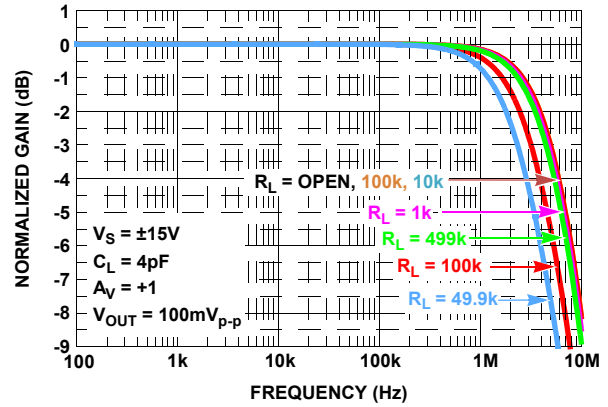 1
0
-1
-2
-3
-4
-5
-6
-7
-8
-9
NORMALIZED GAIN (dB)
R_L = OPEN, 100k, 10k
R_L = 1k
R_L = 499k
R_L = 100k
R_L = 49.9k
V_S = ±15V
C_L = 4pF
A_V = +1
V_OUT = 100mV_p-p
100 1k 10k 100k 1M 10M
FREQUENCY (Hz)